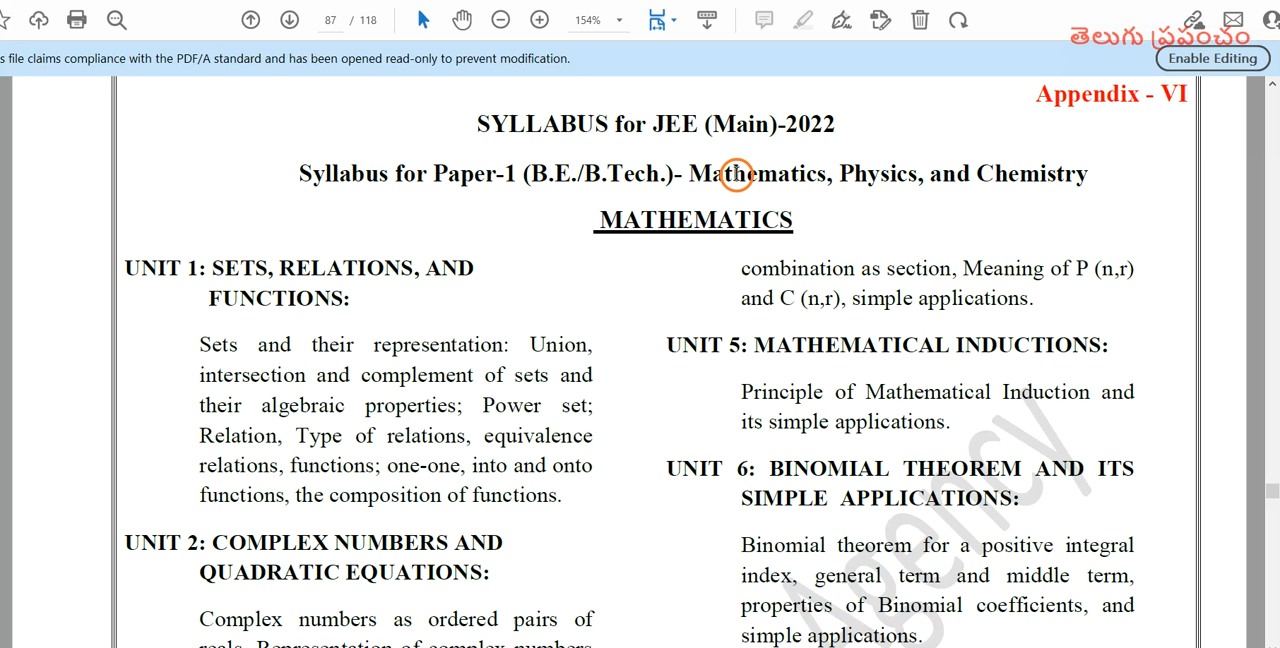 87 / 118
154%
తెలుగు ప్రపంచం
s file claims compliance with the PDF/A standard and has been opened read-only to prevent modification.
Enable Editing
Appendix - VI
SYLLABUS for JEE (Main)-2022
Syllabus for Paper-1 (B.E./B.Tech.)- Mathematics, Physics, and Chemistry
MATHEMATICS
UNIT 1: SETS, RELATIONS, AND
FUNCTIONS:
Sets and their representation: Union,
intersection and complement of sets and
their algebraic properties; Power set;
Relation, Type of relations, equivalence
relations, functions; one-one, into and onto
functions, the composition of functions.
UNIT 2: COMPLEX NUMBERS AND
QUADRATIC EQUATIONS:
Complex numbers as ordered pairs of
reals, Representation of complex numbers
combination as section, Meaning of P (n,r)
and C (n,r), simple applications.
UNIT 5: MATHEMATICAL INDUCTIONS:
Principle of Mathematical Induction and
its simple applications.
UNIT 6: BINOMIAL THEOREM AND ITS
SIMPLE APPLICATIONS:
Binomial theorem for a positive integral
index, general term and middle term,
properties of Binomial coefficients, and
simple applications.
Agency